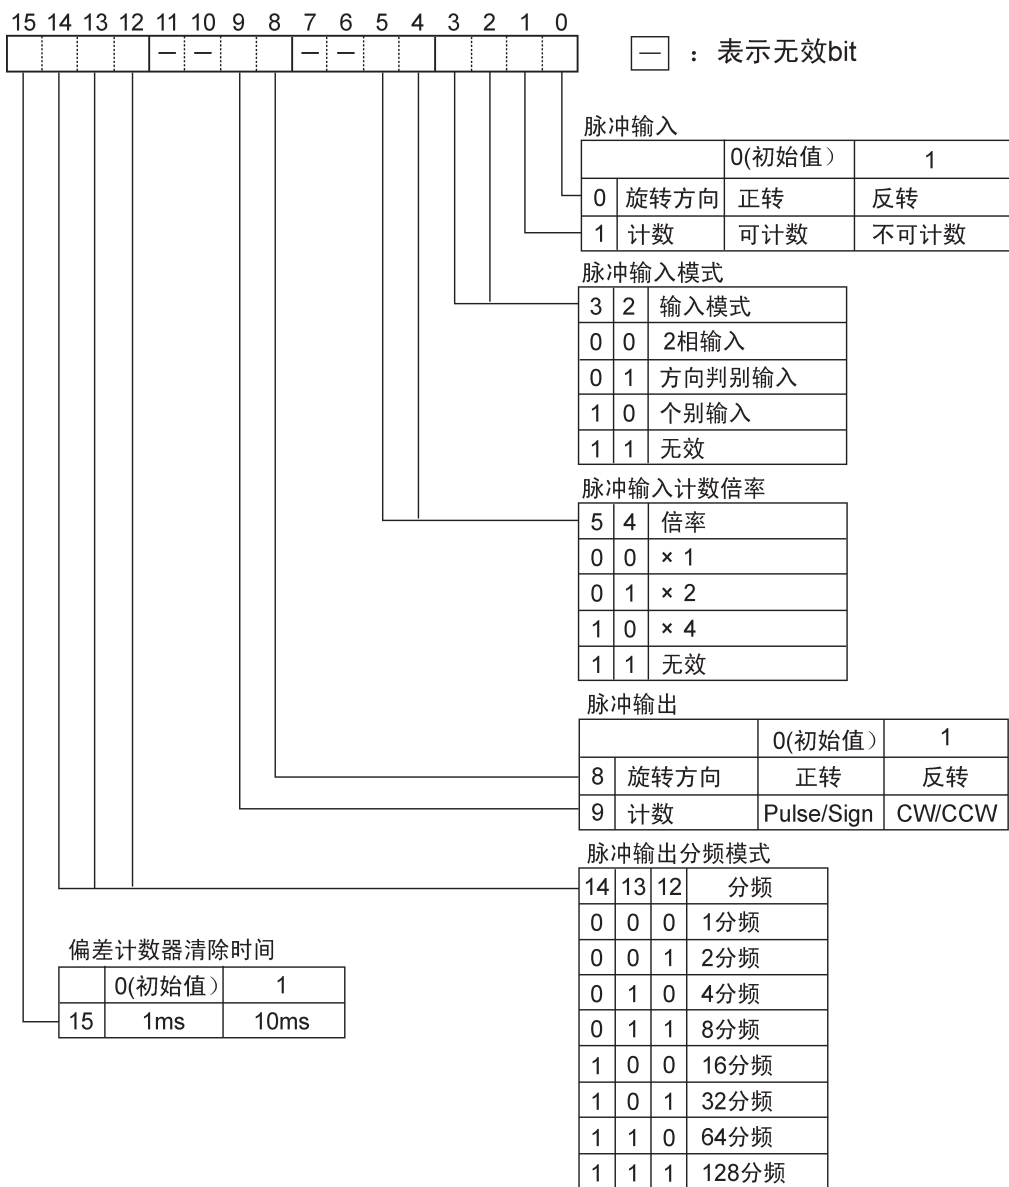 15 14 13 12 11 10 9 8 7 6 5 4 3 2 1 0
— — — —
— ：表示无效bit
脉冲输入
0(初始值） 1
0 旋转方向 正转 反转
1 计数 可计数 不可计数
脉冲输入模式
3 2 输入模式
0 0 2相输入
0 1 方向判别输入
1 0 个别输入
1 1 无效
脉冲输入计数倍率
5 4 倍率
0 0 × 1
0 1 × 2
1 0 × 4
1 1 无效
脉冲输出
0(初始值） 1
8 旋转方向 正转 反转
9 计数 Pulse/Sign CW/CCW
脉冲输出分频模式
14 13 12 分频
0 0 0 1分频
0 0 1 2分频
0 1 0 4分频
0 1 1 8分频
1 0 0 16分频
1 0 1 32分频
1 1 0 64分频
1 1 1 128分频
偏差计数器清除时间
0(初始值） 1
15 1ms 10ms